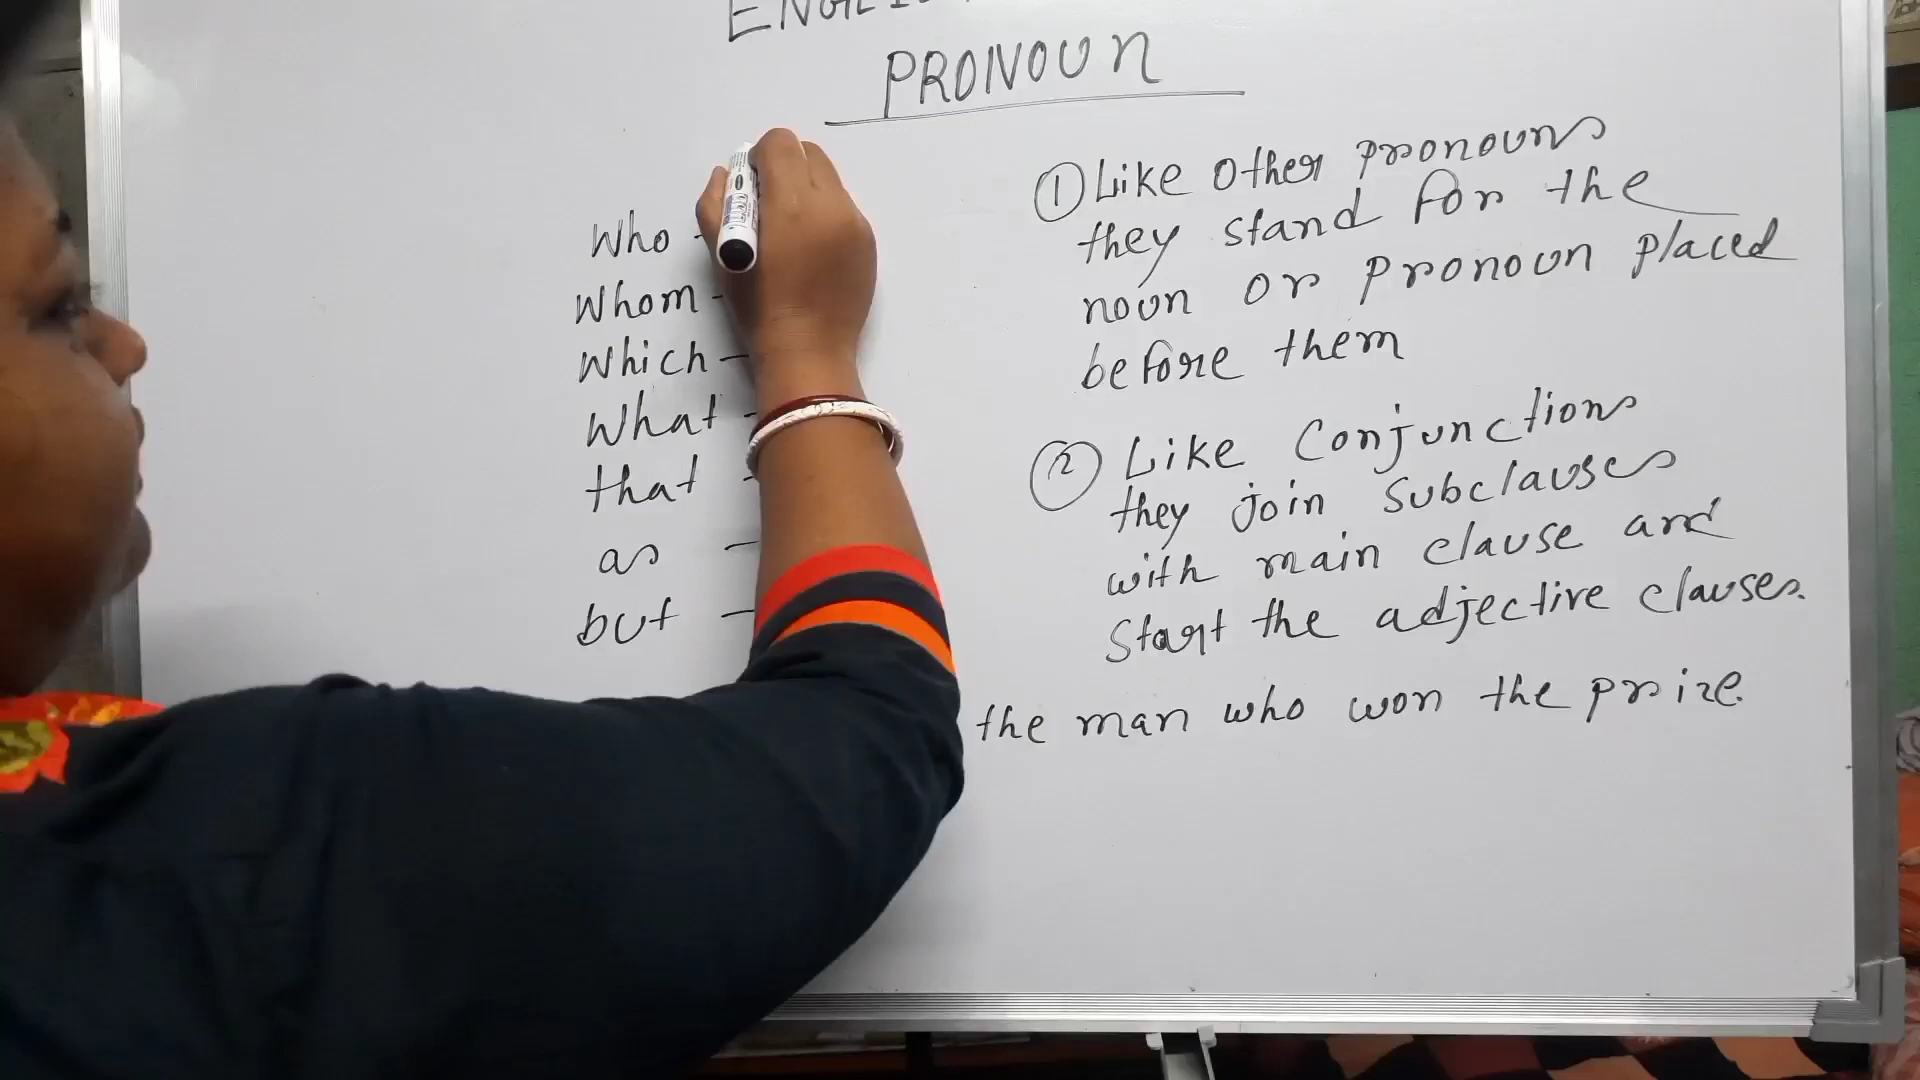 PRONOUN
Who -
Whom -
Which -
What -
that -
as -
but -
① Like other pronouns
they stand for the
noun or pronoun placed
before them
② Like Conjunctions
they join subclauses
with main clause and
Start the adjective clauses.
the man who won the prize.